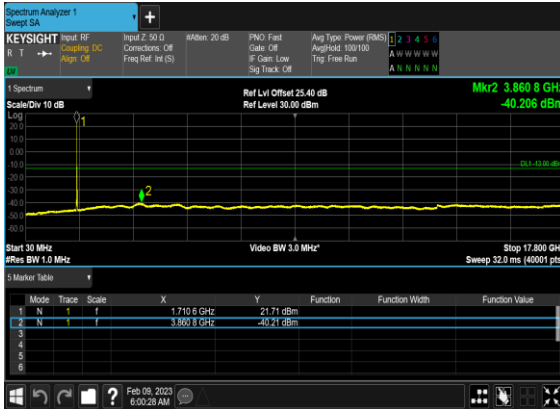 Spectrum Analyzer 1
Swept SA
+
KEYSIGHT Input: RF Input Z: 50 Ω #Atten: 20 dB PNO: Fast Avg Type: Power (RMS) 1 2 3 4 5 6
R T Coupling: DC Corrections: Off Gate: Off Avg|Hold: 100/100 A W W W W W
Align: Off Freq Ref: Int (S) IF Gain: Low Trig: Free Run
Sig Track: Off A N N N N N
1 Spectrum Ref Lvl Offset 25.40 dB Mkr2 3.860 8 GHz
Scale/Div 10 dB Ref Level 30.00 dBm -40.206 dBm
Log
20.0
10.0
0.00
-10.0
-20.0
-30.0
-40.0
-50.0
-60.0
1
DL1 -13.00 dBm
2
Start 30 MHz Video BW 3.0 MHz* Stop 17.800 GHz
#Res BW 1.0 MHz Sweep 32.0 ms (40001 pts)
5 Marker Table
Mode Trace Scale X Y Function Function Width Function Value
1 N 1 f 1.710 6 GHz 21.71 dBm
2 N 1 f 3.860 8 GHz -40.21 dBm
3
4
5
6
? Feb 09, 2023
6:00:28 AM